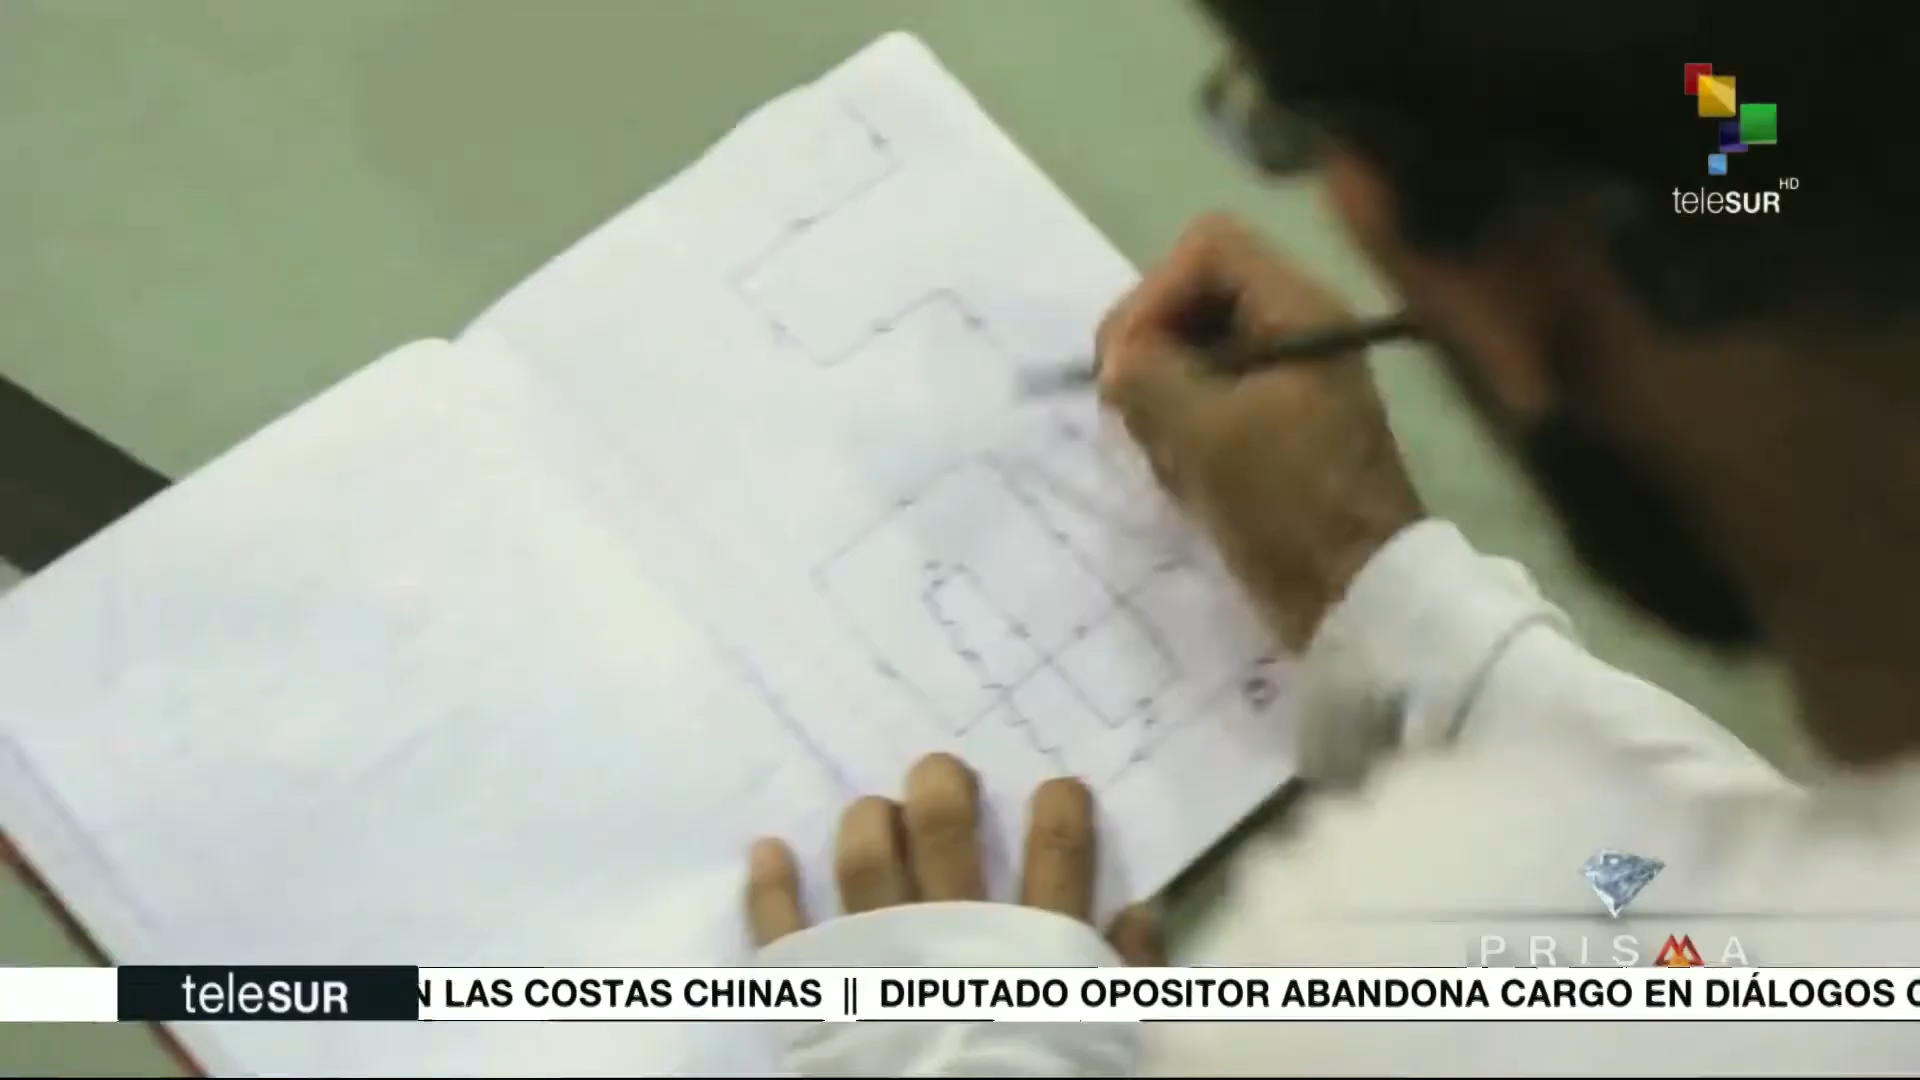 teleSUR HD
PRISMA
teleSUR
N LAS COSTAS CHINAS || DIPUTADO OPOSITOR ABANDONA CARGO EN DIÁLOGOS